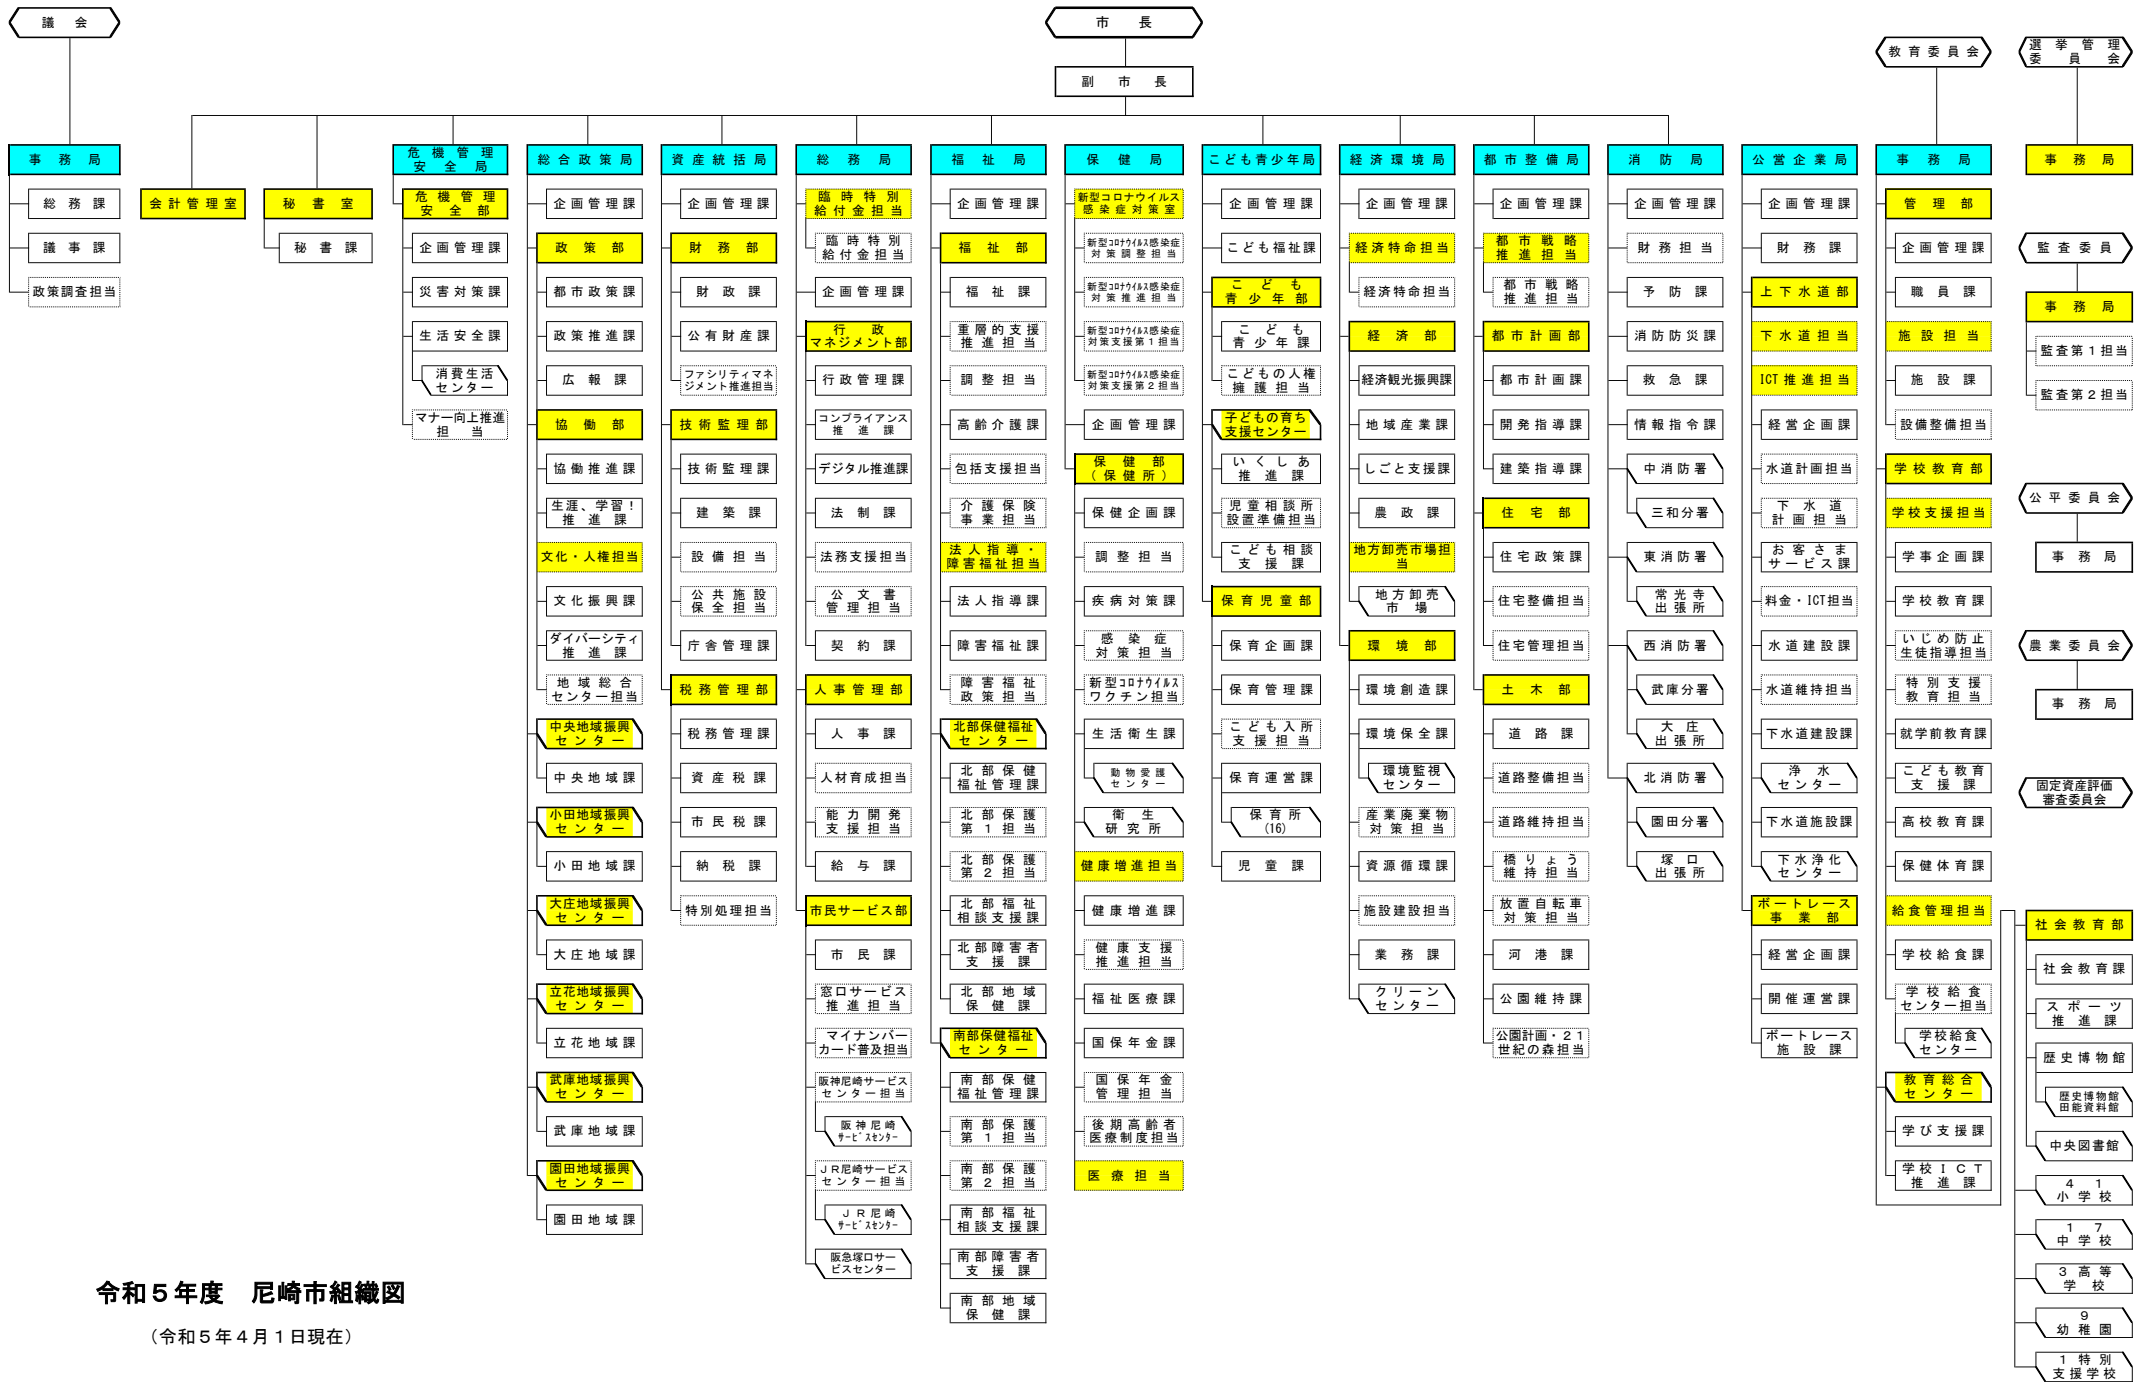 議会
市長
教育委員会
選挙管理
委員会
副市長
事務局
総務課
議事課
政策調査担当
会計管理室
秘書室
秘書課
危機管理
安全局
危機管理
安全部
企画管理課
災害対策課
生活安全課
消費生活
センター
マナー向上推進
担当
総合政策局
企画管理課
政策部
都市政策課
政策推進課
広報課
協働部
協働推進課
生涯、学習！
推進課
文化・人権担当
文化振興課
ダイバーシティ
推進課
地域総合
センター担当
中央地域振興
センター
中央地域課
小田地域振興
センター
小田地域課
大庄地域振興
センター
大庄地域課
立花地域振興
センター
立花地域課
武庫地域振興
センター
武庫地域課
園田地域振興
センター
園田地域課
資産統括局
企画管理課
財務部
財政課
公有財産課
ファシリティマネ
ジメント推進担当
技術監理部
技術監理課
建築課
設備担当
公共施設
保全担当
庁舎管理課
税務管理部
税務管理課
資産税課
市民税課
納税課
特別処理担当
総務局
臨時特別
給付金担当
臨時特別
給付金担当
企画管理課
行政
マネジメント部
行政管理課
コンプライアンス
推進課
デジタル推進課
法制課
法務支援担当
公文書
管理担当
契約課
人事管理部
人事課
人材育成担当
能力開発
支援担当
給与課
市民サービス部
市民課
窓口サービス
推進担当
マイナンバー
カード普及担当
阪神尼崎サービス
センター担当
阪神尼崎
サービスセンター
ＪＲ尼崎サービス
センター担当
ＪＲ尼崎
サービスセンター
阪急塚口サー
ビスセンター
福祉局
企画管理課
福祉部
福祉課
重層的支援
推進担当
調整担当
高齢介護課
包括支援担当
介護保険
事業担当
法人指導・
障害福祉担当
法人指導課
障害福祉課
障害福祉
政策担当
北部保健福祉
センター
北部保健
福祉管理課
北部保護
第１担当
北部保護
第２担当
北部福祉
相談支援課
北部障害者
支援課
北部地域
保健課
南部保健福祉
センター
南部保健
福祉管理課
南部保護
第１担当
南部保護
第２担当
南部福祉
相談支援課
南部障害者
支援課
南部地域
保健課
保健局
新型コロナウイルス
感染症対策室
新型コロナウイルス感染症
対策調整担当
新型コロナウイルス感染症
対策推進担当
新型コロナウイルス感染症
対策支援第１担当
新型コロナウイルス感染症
対策支援第２担当
企画管理課
保健部
（保健所）
保健企画課
調整担当
疾病対策課
感染症
対策担当
新型コロナウイルス
ワクチン担当
生活衛生課
動物愛護
センター
衛生
研究所
健康増進担当
健康増進課
健康支援
推進担当
福祉医療課
国保年金課
国保年金
管理担当
後期高齢者
医療制度担当
医療担当
こども青少年局
企画管理課
こども福祉課
こども
青少年部
こども
青少年課
こどもの人権
擁護担当
子どもの育ち
支援センター
いくしあ
推進課
児童相談所
設置準備担当
こども相談
支援課
保育児童部
保育企画課
保育管理課
こども入所
支援担当
保育運営課
保育所
(16)
児童課
経済環境局
企画管理課
経済特命担当
経済特命担当
経済部
経済観光振興課
地域産業課
しごと支援課
農政課
地方卸売市場担
当
地方卸売
市場
環境部
環境創造課
環境保全課
環境監視
センター
産業廃棄物
対策担当
資源循環課
施設建設担当
業務課
クリーン
センター
都市整備局
企画管理課
都市戦略
推進担当
都市戦略
推進担当
都市計画部
都市計画課
開発指導課
建築指導課
住宅部
住宅政策課
住宅整備担当
住宅管理担当
土木部
道路課
道路整備担当
道路維持担当
橋りょう
維持担当
放置自転車
対策担当
河港課
公園維持課
公園計画・２１
世紀の森担当
消防局
企画管理課
財務担当
予防課
消防防災課
救急課
情報指令課
中消防署
三和分署
東消防署
常光寺
出張所
西消防署
武庫分署
大庄
出張所
北消防署
園田分署
塚口
出張所
公営企業局
企画管理課
財務課
上下水道部
下水道担当
ICT推進担当
経営企画課
水道計画担当
下水道
計画担当
お客さま
サービス課
料金・ICT担当
水道建設課
水道維持担当
下水道建設課
浄水
センター
下水道施設課
下水浄化
センター
ボートレース
事業部
経営企画課
開催運営課
ボートレース
施設課
事務局
管理部
企画管理課
職員課
施設担当
施設課
設備整備担当
学校教育部
学校支援担当
学事企画課
学校教育課
いじめ防止
生徒指導担当
特別支援
教育担当
就学前教育課
こども教育
支援課
高校教育課
保健体育課
給食管理担当
学校給食課
学校給食
センター担当
学校給食
センター
教育総合
センター
学び支援課
学校ＩＣＴ
推進課
事務局
監査委員
事務局
監査第１担当
監査第２担当
公平委員会
事務局
農業委員会
事務局
固定資産評価
審査委員会
社会教育部
社会教育課
スポーツ
推進課
歴史博物館
歴史博物館
田能資料館
中央図書館
４１
小学校
１７
中学校
３高等
学校
９
幼稚園
１特別
支援学校
令和５年度　尼崎市組織図
（令和５年４月１日現在）